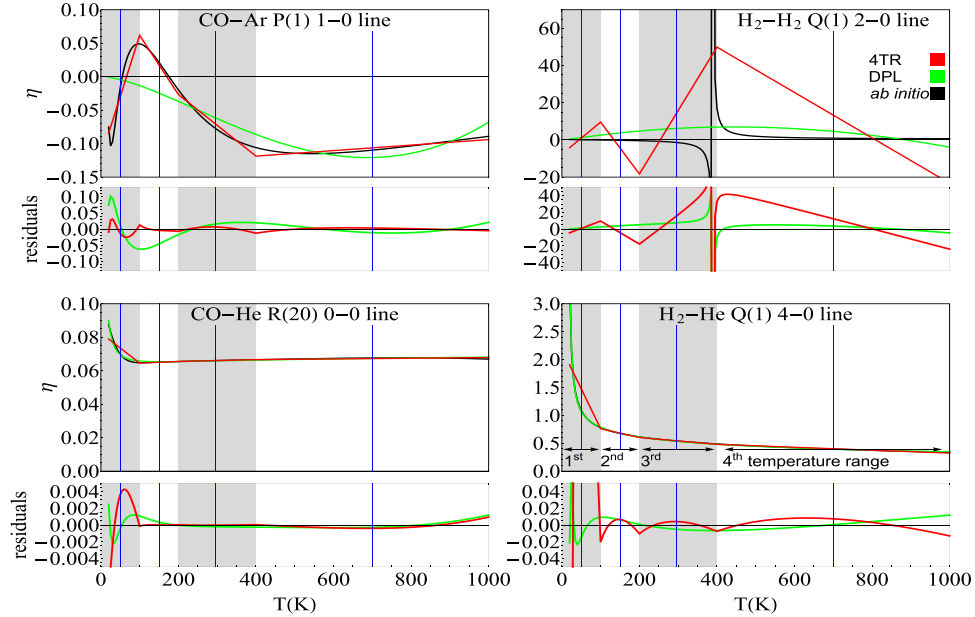 CO−Ar P(1) 1−0 line
0.10
0.05
0.00
−0.05
−0.10
−0.15
η
0.10
0.05
0.00
−0.05
−0.10
residuals
H2−H2 Q(1) 2−0 line
4TR
DPL
ab initio
60
40
20
0
−20
40
20
0
−20
−40
CO−He R(20) 0−0 line
0.10
0.08
0.06
0.04
0.02
0.00
η
0.004
0.002
0.000
−0.002
−0.004
residuals
0 200 400 600 800 1000
T(K)
H2−He Q(1) 4−0 line
3.0
2.5
2.0
1.5
1.0
0.5
0.0
1st 2nd 3rd 4th temperature range
0.04
0.02
0.00
−0.02
−0.04
0 200 400 600 800 1000
T(K)